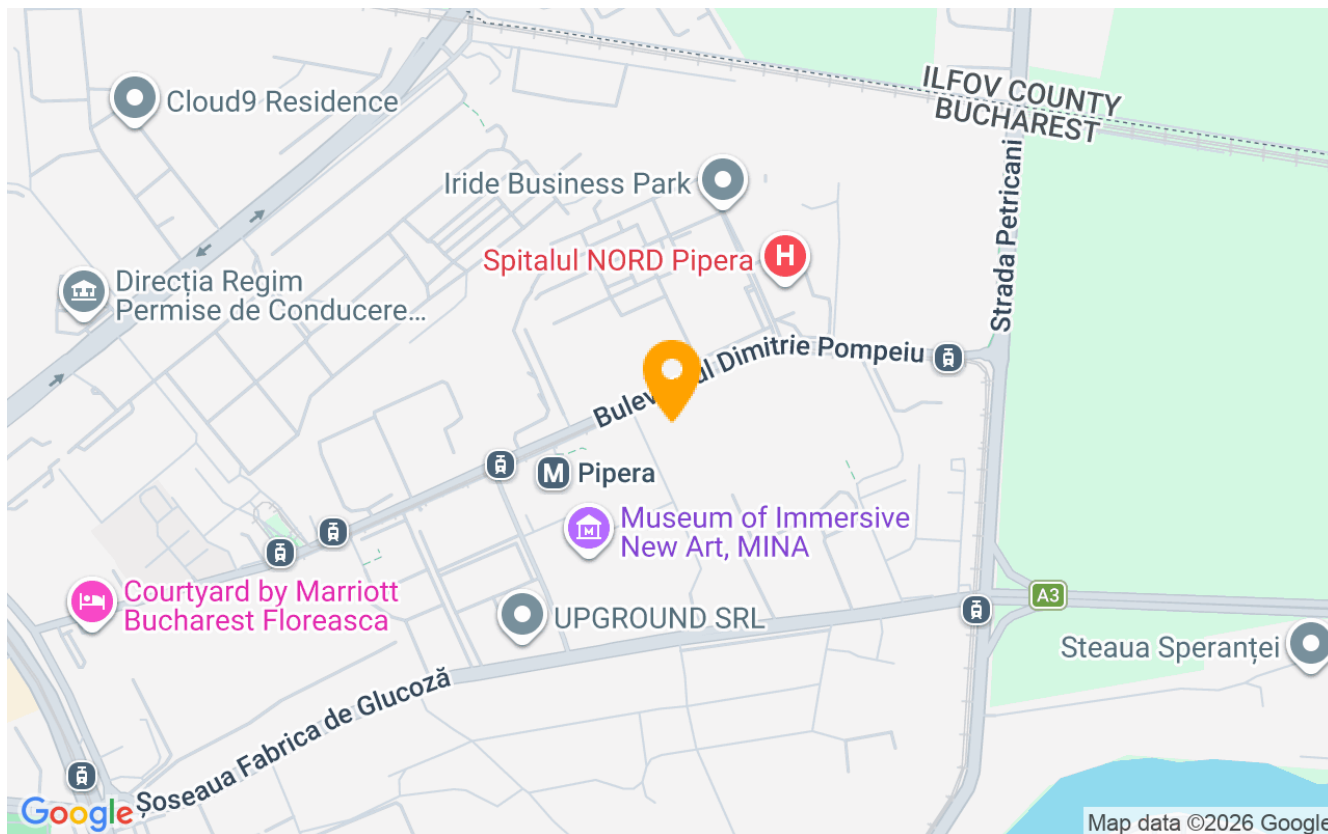 Cloud9 Residence
ILFOV COUNTY
BUCHAREST
Iride Business Park
Strada Petricani
Spitalul NORD Pipera
H
Direcția Regim
Permise de Conducere...
Bulev ul Dimitrie Pompeiu
M Pipera
Museum of Immersive
New Art, MINA
M
Courtyard by Marriott
Bucharest Floreasca
A3
UPGROUND SRL
Steaua Speranței
Șoseaua Fabrica de Glucoză
Google
Map data ©2026 Google